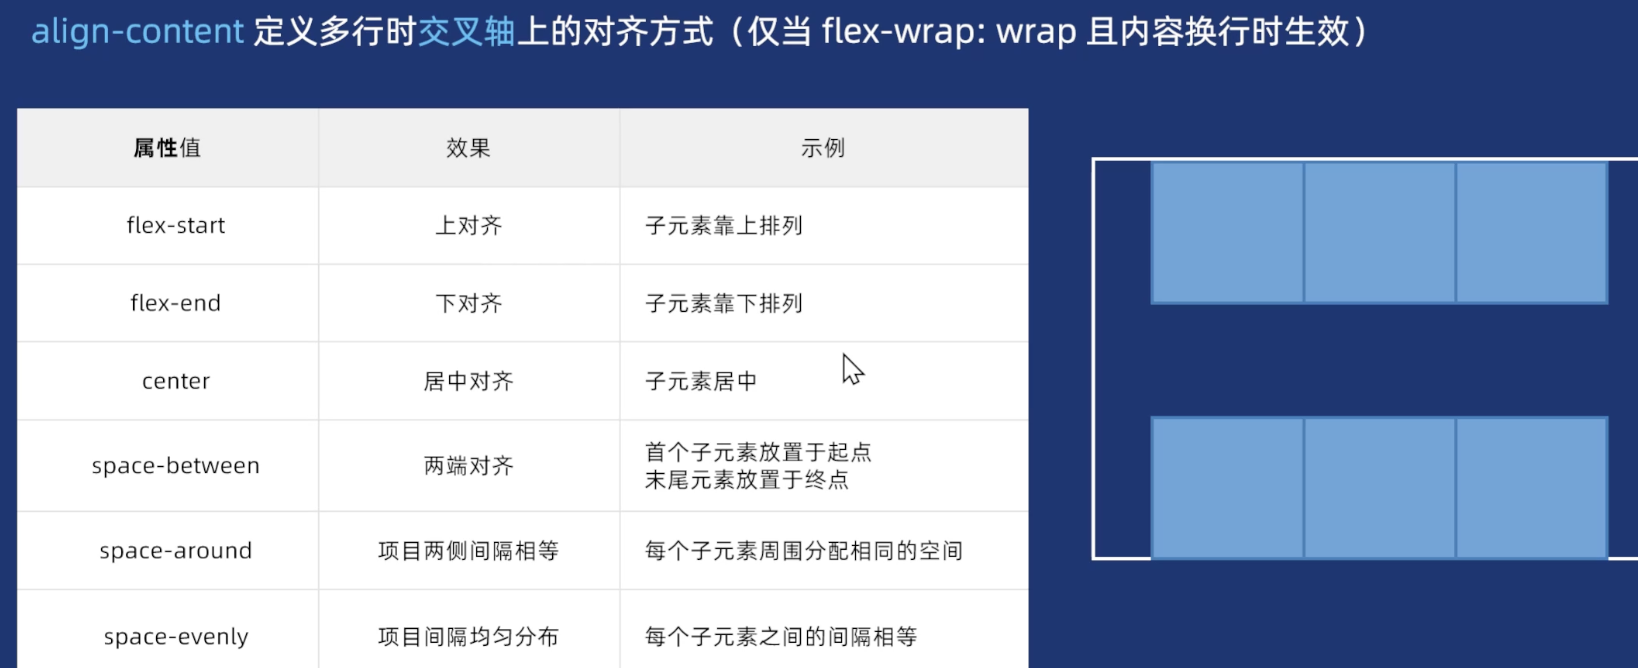 align-content 定义多行时交叉轴上的对齐方式（仅当 flex-wrap: wrap 且内容换行时生效）
属性值 效果 示例
flex-start 上对齐 子元素靠上排列
flex-end 下对齐 子元素靠下排列
center 居中对齐 子元素居中
space-between 两端对齐 首个子元素放置于起点
末尾元素放置于终点
space-around 项目两侧间隔相等 每个子元素周围分配相同的空间
space-evenly 项目间隔均匀分布 每个子元素之间的间隔相等